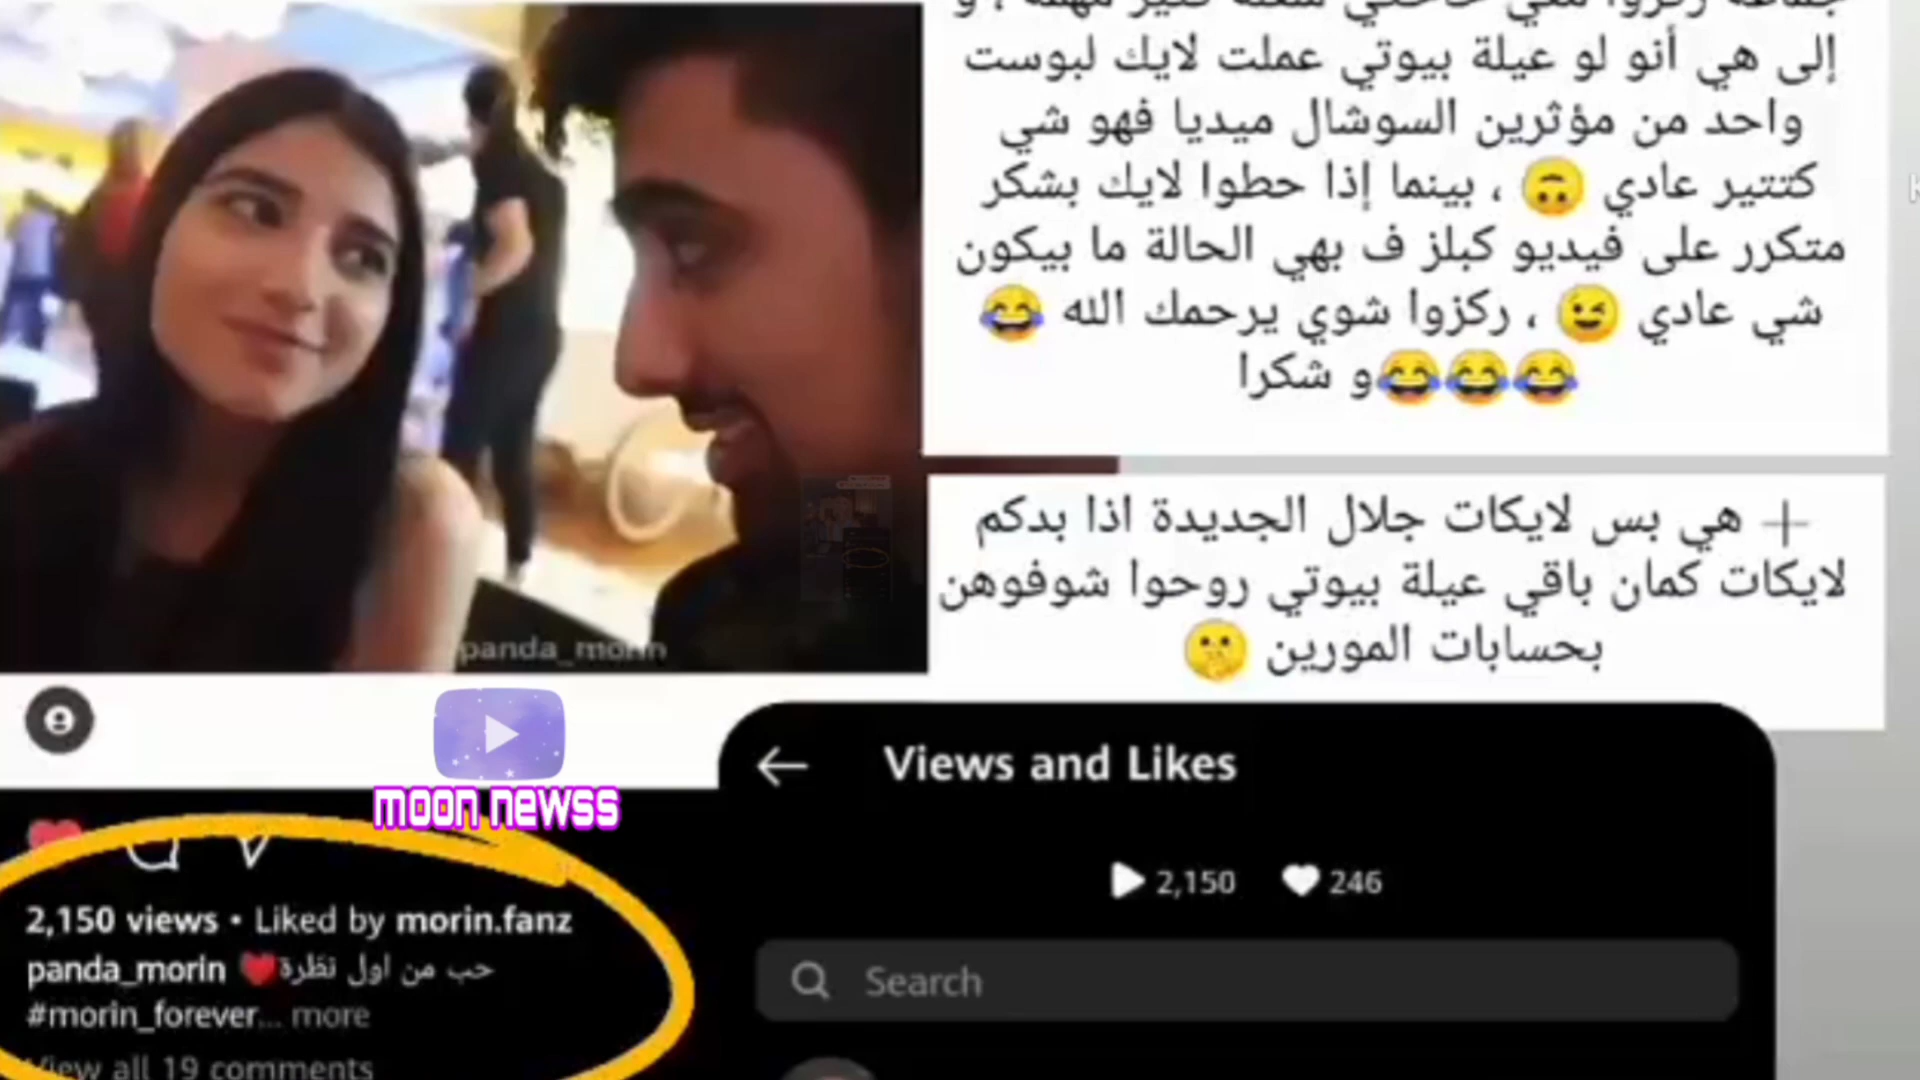 إلى هي أنو لو عيلة بيوتي عملت لايك لبوست
واحد من مؤثرين السوشال ميديا فهو شي
كتتير عادي 🙃 ، بينما إذا حطوا لايك بشكر
متكرر على فيديو كبلز ف بهي الحالة ما بيكون
شي عادي 😉 ، ركزوا شوي يرحمك الله 😂
😂😂😂و شكرا
+ هي بس لايكات جلال الجديدة اذا بدكم
لايكات كمان باقي عيلة بيوتي روحوا شوفوهن
بحسابات المورين 🤫
panda_morin
moon newss
2,150 views • Liked by morin.fanz
panda_morin ❤️حب من اول نظرة
#morin_forever... more
View all 19 comments
Views and Likes
2,150 246
Search